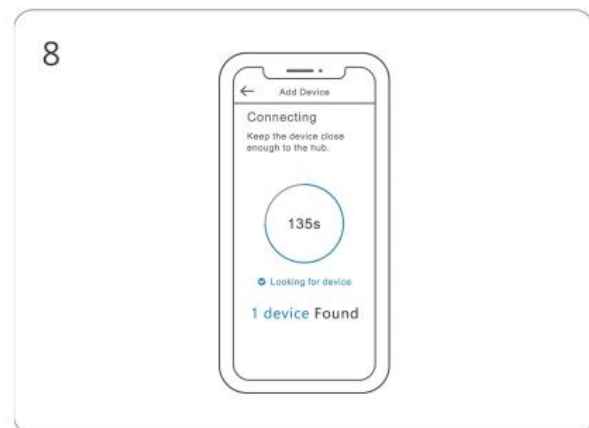 8
Add Device
Connecting
Keep the device close
enough to the hub.
135s
Looking for device
1 device Found